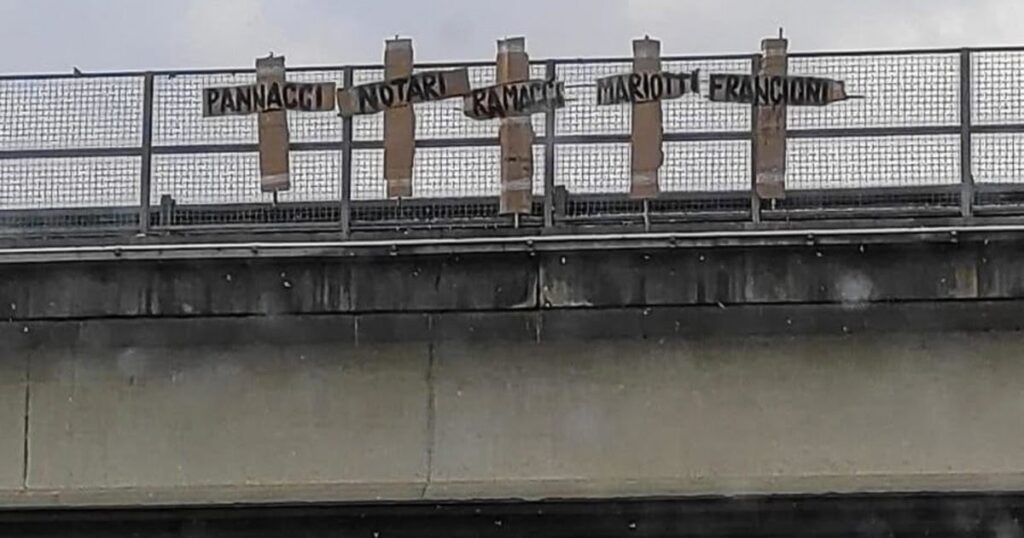 PANNACCI NOTARI RAMACCI MARIOTTI FRANCIONI